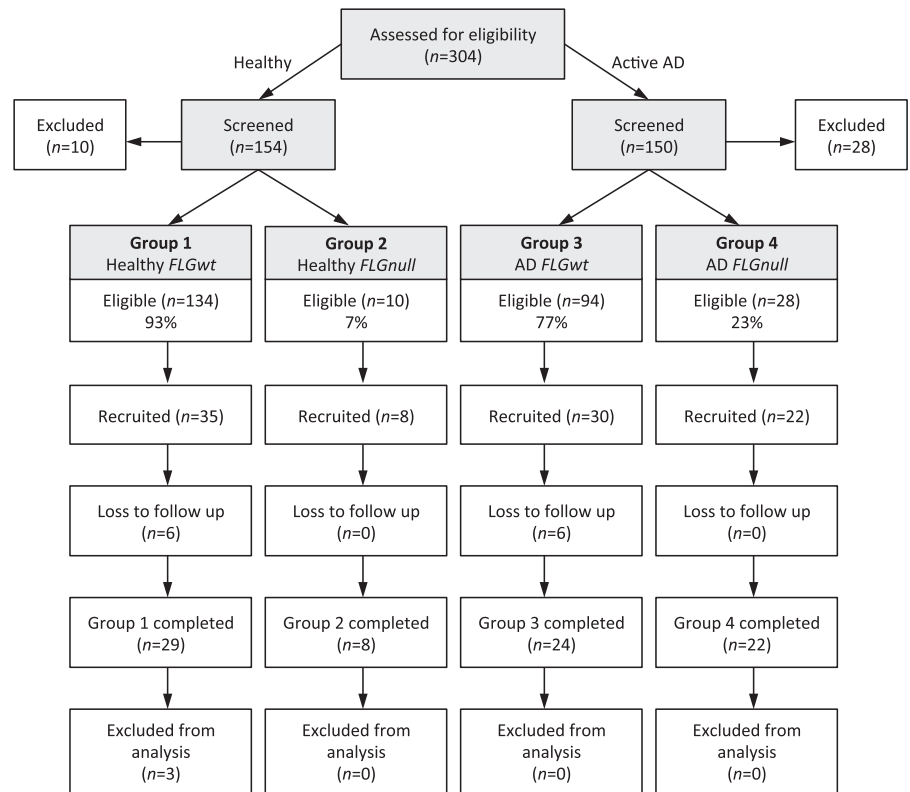 Assessed for eligibility
(n=304)
Healthy
Active AD
Excluded
(n=10)
Screened
(n=154)
Screened
(n=150)
Excluded
(n=28)
Group 1
Healthy FLGwt
Group 2
Healthy FLGnull
Group 3
AD FLGwt
Group 4
AD FLGnull
Eligible (n=134)
93%
Eligible (n=10)
7%
Eligible (n=94)
77%
Eligible (n=28)
23%
Recruited (n=35)
Recruited (n=8)
Recruited (n=30)
Recruited (n=22)
Loss to follow up
(n=6)
Loss to follow up
(n=0)
Loss to follow up
(n=6)
Loss to follow up
(n=0)
Group 1 completed
(n=29)
Group 2 completed
(n=8)
Group 3 completed
(n=24)
Group 4 completed
(n=22)
Excluded from
analysis
(n=3)
Excluded from
analysis
(n=0)
Excluded from
analysis
(n=0)
Excluded from
analysis
(n=0)